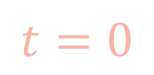 t = 0